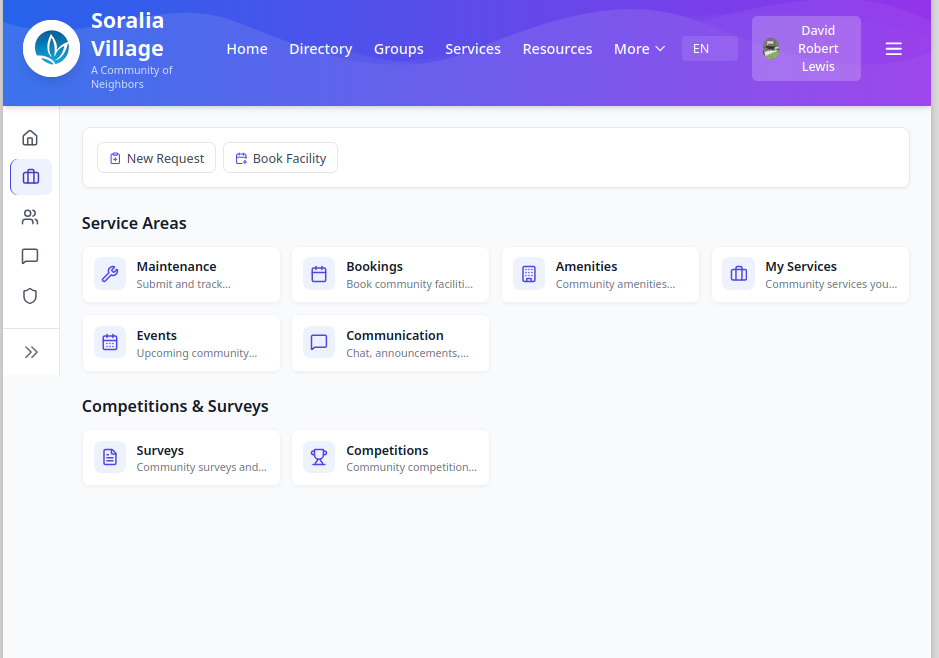 Soralia
Village
A Community of
Neighbors
Home Directory Groups Services Resources More EN
David
Robert
Lewis
New Request Book Facility
Service Areas
Maintenance
Submit and track...
Bookings
Book community faciliti...
Amenities
Community amenities...
My Services
Community services you...
Events
Upcoming community...
Communication
Chat, announcements,...
Competitions & Surveys
Surveys
Community surveys and...
Competitions
Community competition...